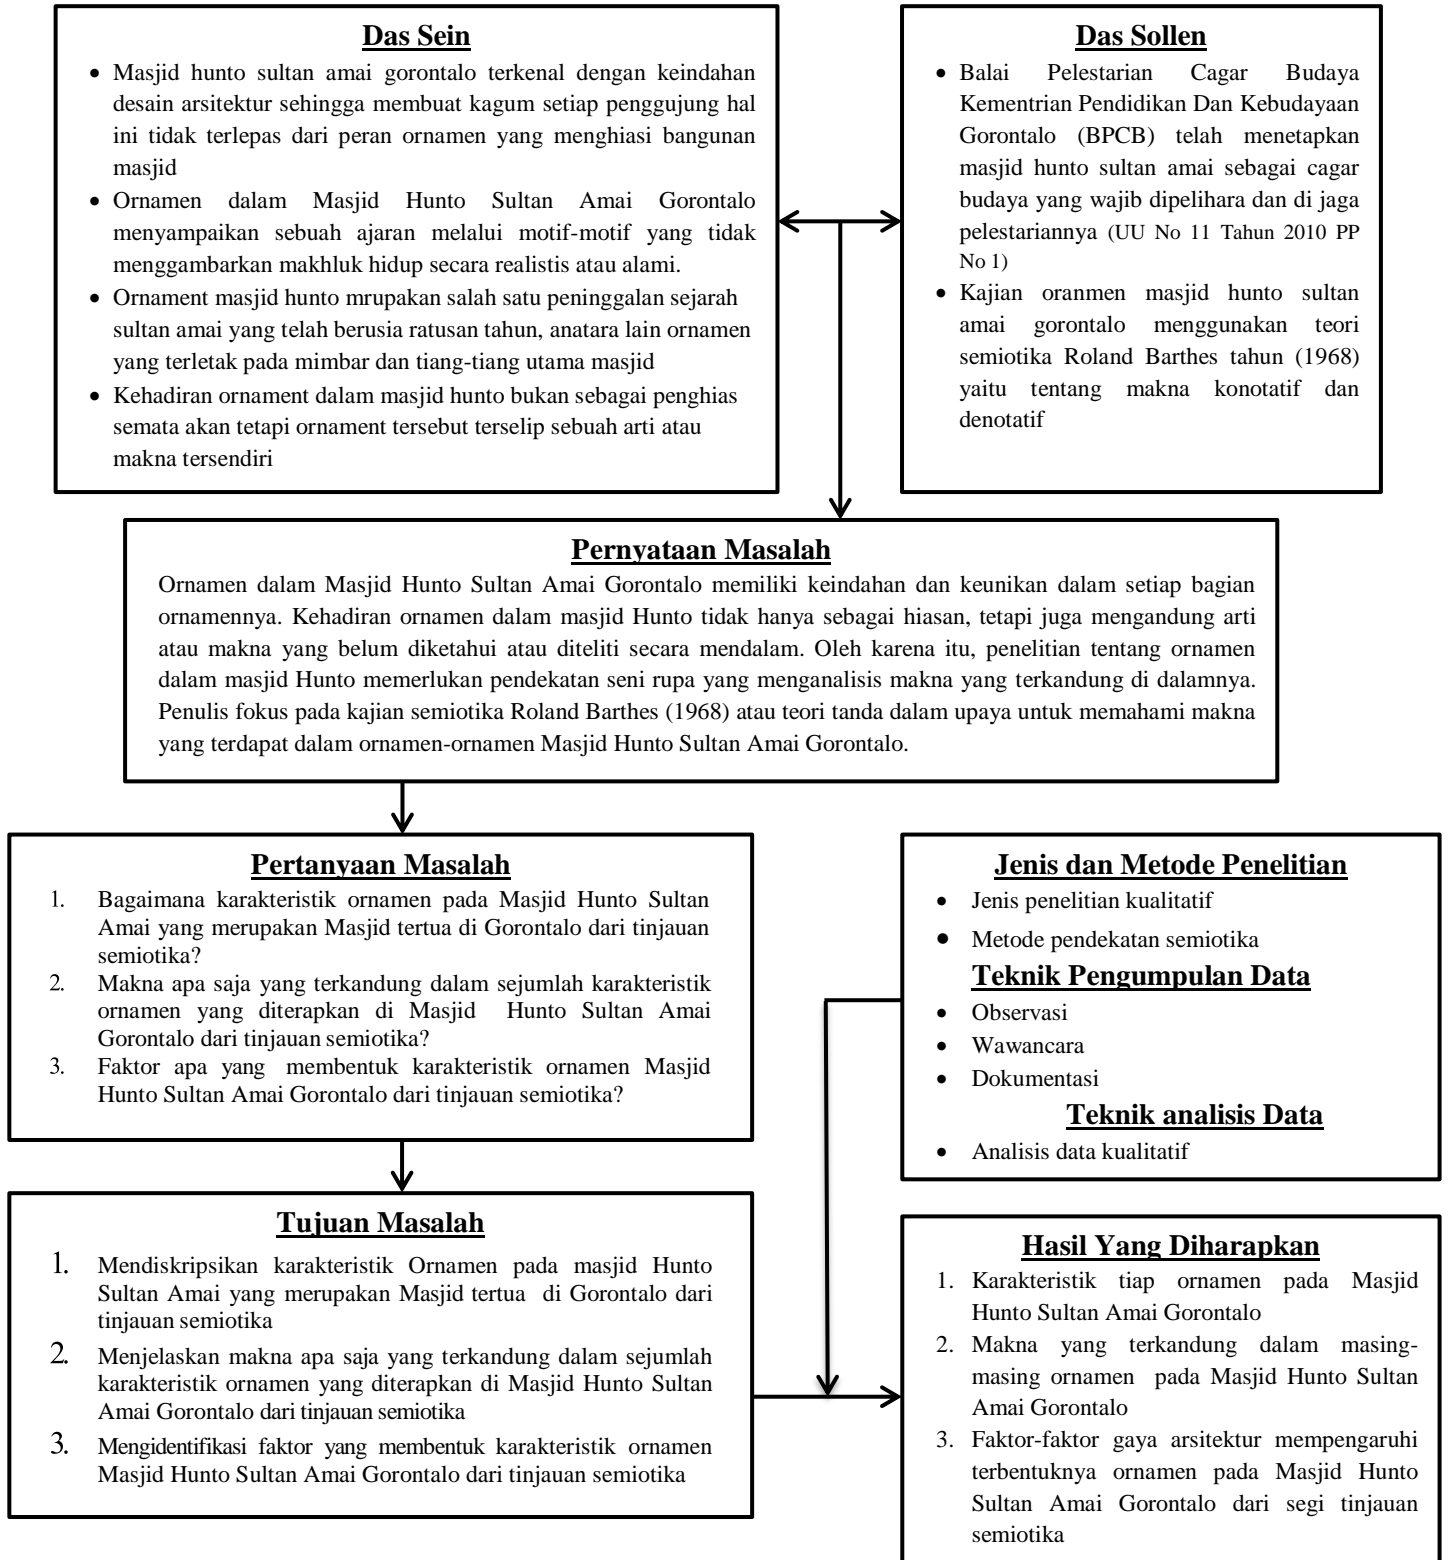 Das Sein
• Masjid hunto sultan amai gorontalo terkenal dengan keindahan
desain arsitektur sehingga membuat kagum setiap penggujung hal
ini tidak terlepas dari peran ornamen yang menghiasi bangunan
masjid
• Ornamen dalam Masjid Hunto Sultan Amai Gorontalo
menyampaikan sebuah ajaran melalui motif-motif yang tidak
menggambarkan makhluk hidup secara realistis atau alami.
• Ornament masjid hunto mrupakan salah satu peninggalan sejarah
sultan amai yang telah berusia ratusan tahun, anatara lain ornamen
yang terletak pada mimbar dan tiang-tiang utama masjid
• Kehadiran ornament dalam masjid hunto bukan sebagai penghias
semata akan tetapi ornament tersebut terselip sebuah arti atau
makna tersendiri
Das Sollen
• Balai Pelestarian Cagar Budaya
Kementrian Pendidikan Dan Kebudayaan
Gorontalo (BPCB) telah menetapkan
masjid hunto sultan amai sebagai cagar
budaya yang wajib dipelihara dan di jaga
pelestariannya (UU No 11 Tahun 2010 PP
No 1)
• Kajian oranmen masjid hunto sultan
amai gorontalo menggunakan teori
semiotika Roland Barthes tahun (1968)
yaitu tentang makna konotatif dan
denotatif
Pernyataan Masalah
Ornamen dalam Masjid Hunto Sultan Amai Gorontalo memiliki keindahan dan keunikan dalam setiap bagian
ornamennya. Kehadiran ornamen dalam masjid Hunto tidak hanya sebagai hiasan, tetapi juga mengandung arti
atau makna yang belum diketahui atau diteliti secara mendalam. Oleh karena itu, penelitian tentang ornamen
dalam masjid Hunto memerlukan pendekatan seni rupa yang menganalisis makna yang terkandung di dalamnya.
Penulis fokus pada kajian semiotika Roland Barthes (1968) atau teori tanda dalam upaya untuk memahami makna
yang terdapat dalam ornamen-ornamen Masjid Hunto Sultan Amai Gorontalo.
Pertanyaan Masalah
1. Bagaimana karakteristik ornamen pada Masjid Hunto Sultan
Amai yang merupakan Masjid tertua di Gorontalo dari tinjauan
semiotika?
2. Makna apa saja yang terkandung dalam sejumlah karakteristik
ornamen yang diterapkan di Masjid Hunto Sultan Amai
Gorontalo dari tinjauan semiotika?
3. Faktor apa yang membentuk karakteristik ornamen Masjid
Hunto Sultan Amai Gorontalo dari tinjauan semiotika?
Jenis dan Metode Penelitian
• Jenis penelitian kualitatif
• Metode pendekatan semiotika
Teknik Pengumpulan Data
• Observasi
• Wawancara
• Dokumentasi
Teknik analisis Data
• Analisis data kualitatif
Tujuan Masalah
1. Mendiskripsikan karakteristik Ornamen pada masjid Hunto
Sultan Amai yang merupakan Masjid tertua di Gorontalo dari
tinjauan semiotika
2. Menjelaskan makna apa saja yang terkandung dalam sejumlah
karakteristik ornamen yang diterapkan di Masjid Hunto Sultan
Amai Gorontalo dari tinjauan semiotika
3. Mengidentifikasi faktor yang membentuk karakteristik ornamen
Masjid Hunto Sultan Amai Gorontalo dari tinjauan semiotika
Hasil Yang Diharapkan
1. Karakteristik tiap ornamen pada Masjid
Hunto Sultan Amai Gorontalo
2. Makna yang terkandung dalam masing-
masing ornamen pada Masjid Hunto Sultan
Amai Gorontalo
3. Faktor-faktor gaya arsitektur mempengaruhi
terbentuknya ornamen pada Masjid Hunto
Sultan Amai Gorontalo dari segi tinjauan
semiotika